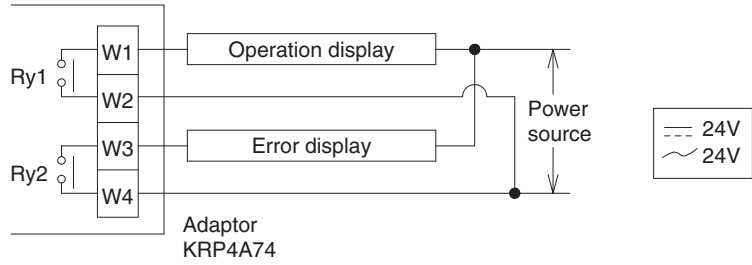 W1
Operation display
Ry1
W2
Power
source
W3
Error display
Ry2
W4
Adaptor
KRP4A74
24V
24V